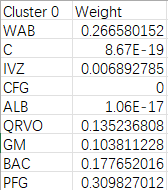 Cluster 0 Weight
WAB 0.266580152
C 8.67E-19
IVZ 0.006892785
CFG 0
ALB 1.06E-17
QRVO 0.135236808
GM 0.103811228
BAC 0.177652016
PFG 0.309827012